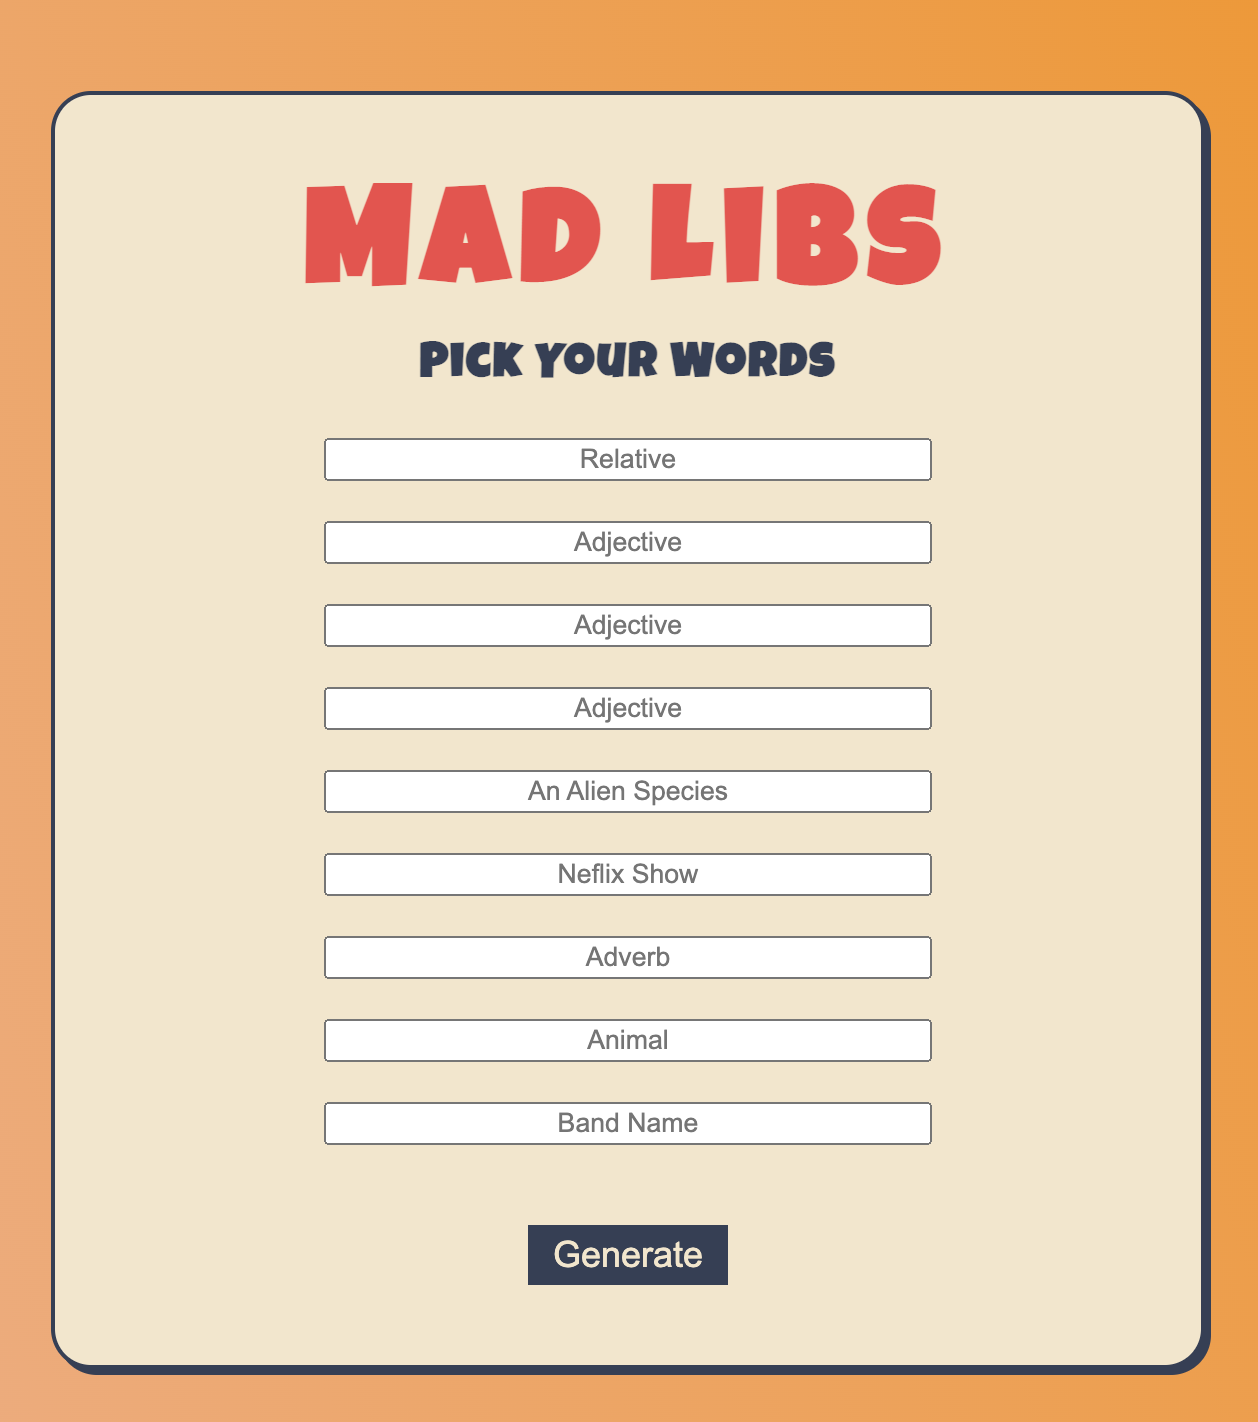 MAD LIBS
PICK YOUR WORDS
Relative
Adjective
Adjective
Adjective
An Alien Species
Neflix Show
Adverb
Animal
Band Name
Generate